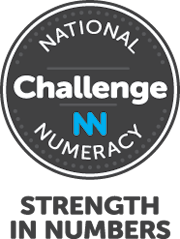 NATIONAL
Challenge
NN
NUMERACY
STRENGTH
IN NUMBERS